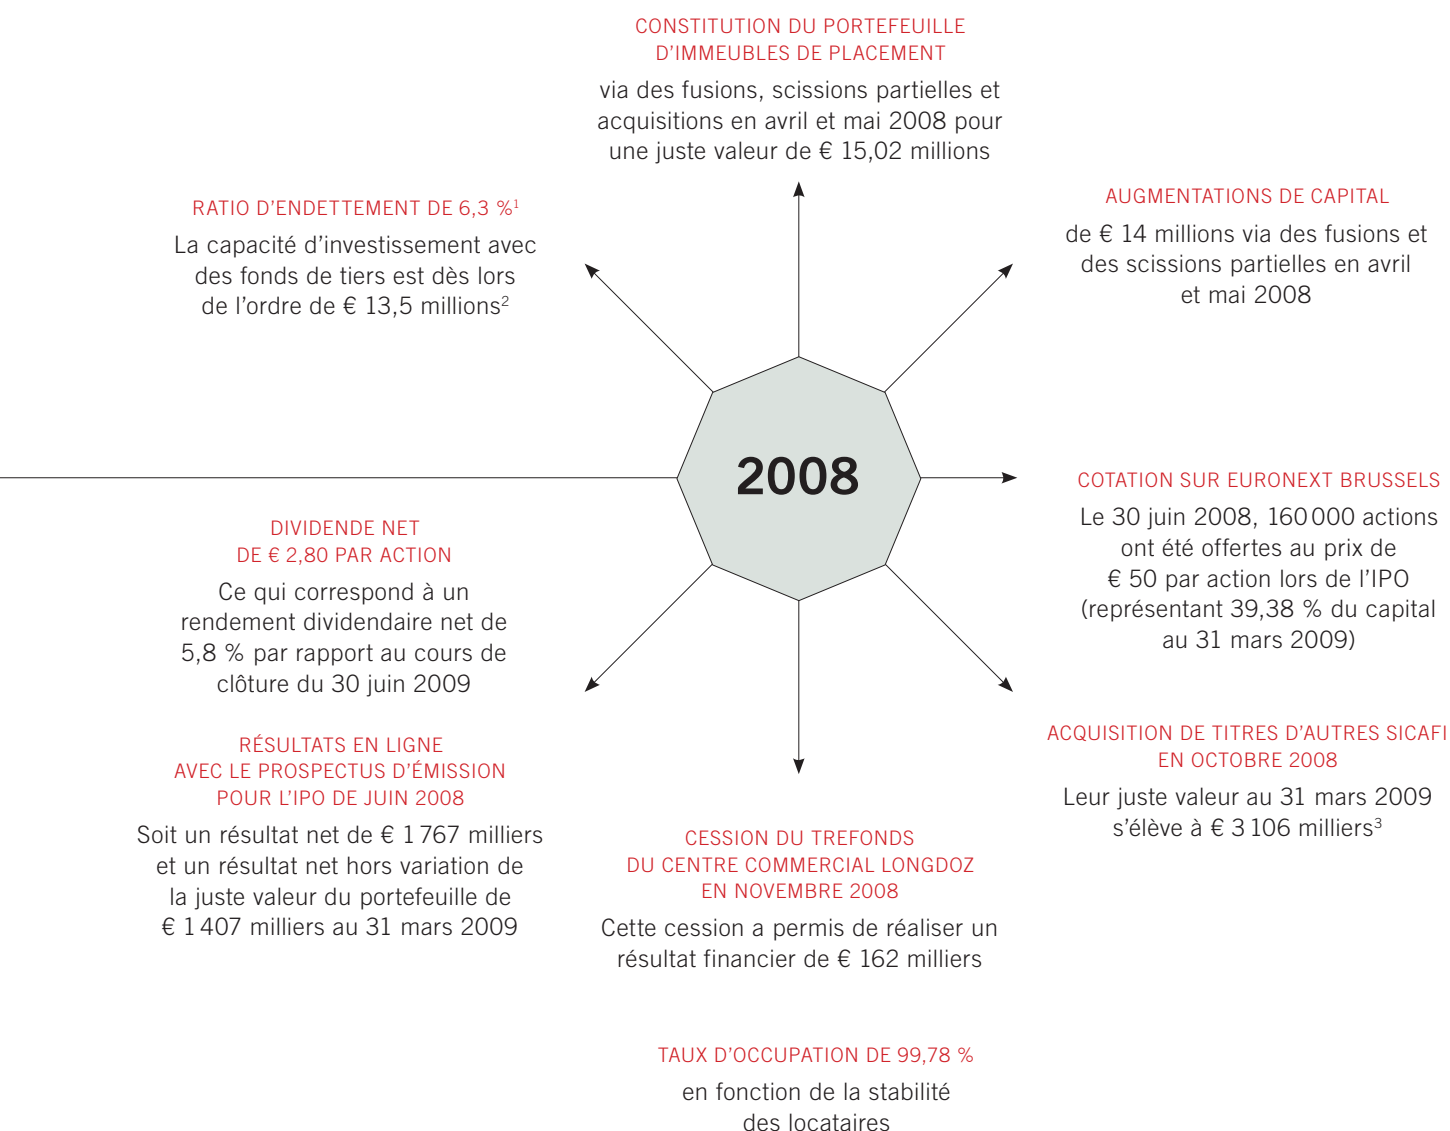 CONSTITUTION DU PORTEFEUILLE
D'IMMEUBLES DE PLACEMENT
via des fusions, scissions partielles et
acquisitions en avril et mai 2008 pour
une juste valeur de € 15,02 millions
RATIO D'ENDETTEMENT DE 6,3 %¹
La capacité d'investissement avec
des fonds de tiers est dès lors
de l'ordre de € 13,5 millions²
AUGMENTATIONS DE CAPITAL
de € 14 millions via des fusions et
des scissions partielles en avril
et mai 2008
2008
COTATION SUR EURONEXT BRUSSELS
Le 30 juin 2008, 160 000 actions
ont été offertes au prix de
€ 50 par action lors de l'IPO
(représentant 39,38 % du capital
au 31 mars 2009)
DIVIDENDE NET
DE € 2,80 PAR ACTION
Ce qui correspond à un
rendement dividendaire net de
5,8 % par rapport au cours de
clôture du 30 juin 2009
RÉSULTATS EN LIGNE
AVEC LE PROSPECTUS D'ÉMISSION
POUR L'IPO DE JUIN 2008
Soit un résultat net de € 1 767 milliers
et un résultat net hors variation de
la juste valeur du portefeuille de
€ 1 407 milliers au 31 mars 2009
ACQUISITION DE TITRES D'AUTRES SICAFI
EN OCTOBRE 2008
Leur juste valeur au 31 mars 2009
s'élève à € 3 106 milliers³
CESSION DU TREFONDS
DU CENTRE COMMERCIAL LONGDOZ
EN NOVEMBRE 2008
Cette cession a permis de réaliser un
résultat financier de € 162 milliers
TAUX D'OCCUPATION DE 99,78 %
en fonction de la stabilité
des locataires